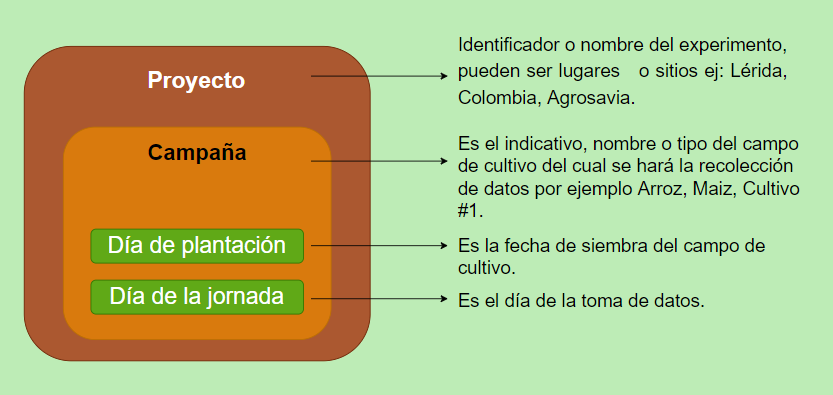 Proyecto
Identificador o nombre del experimento,
pueden ser lugares o sitios ej: Lérida,
Colombia, Agrosavia.
Campaña
Es el indicativo, nombre o tipo del campo
de cultivo del cual se hará la recolección
de datos por ejemplo Arroz, Maiz, Cultivo
#1.
Día de plantación
Es la fecha de siembra del campo de
cultivo.
Día de la jornada
Es el día de la toma de datos.